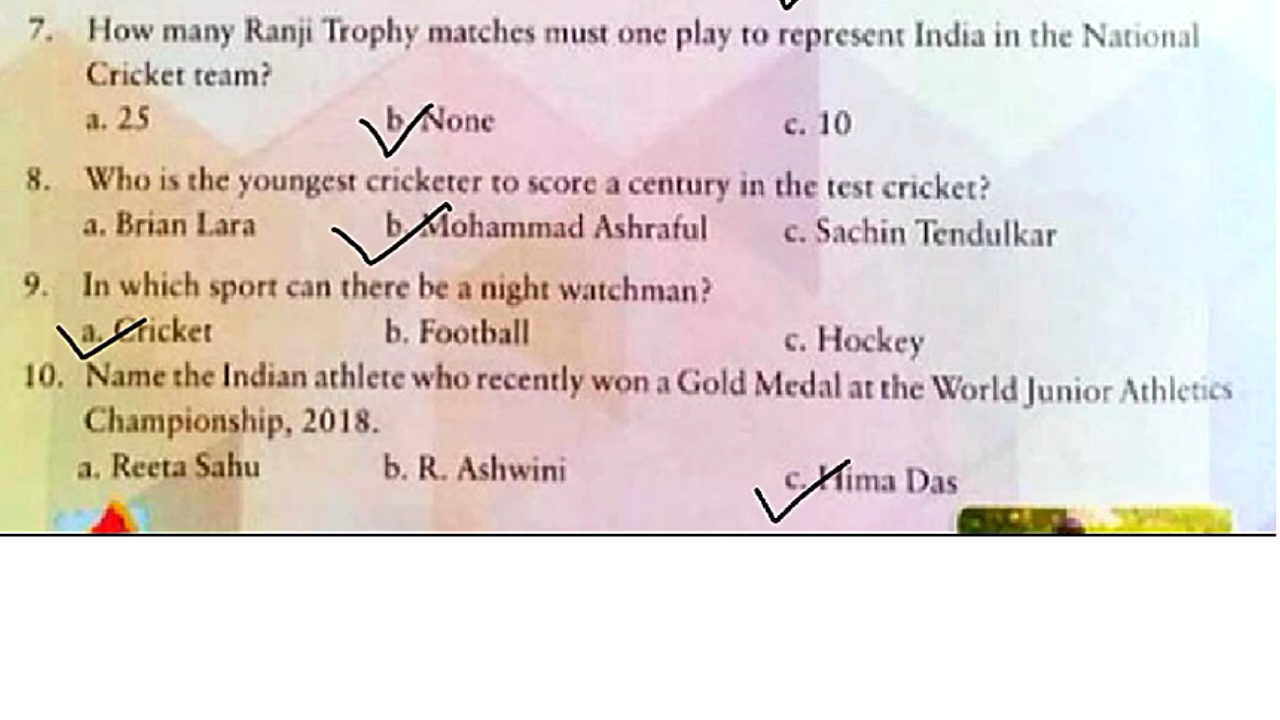 7. How many Ranji Trophy matches must one play to represent India in the National
Cricket team?
a. 25 b. None c. 10
8. Who is the youngest cricketer to score a century in the test cricket?
a. Brian Lara b. Mohammad Ashraful c. Sachin Tendulkar
9. In which sport can there be a night watchman?
a. Cricket b. Football c. Hockey
10. Name the Indian athlete who recently won a Gold Medal at the World Junior Athletics
Championship, 2018.
a. Reeta Sahu b. R. Ashwini c. Hima Das